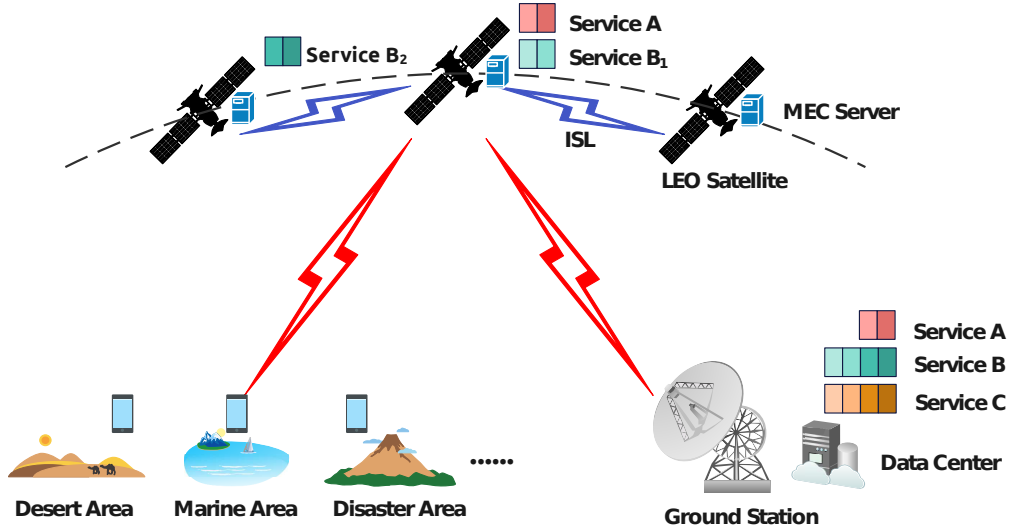 Service A
Service B₂
Service B₁
MEC Server
ISL
LEO Satellite
Service A
Service B
Service C
Data Center
Desert Area
Marine Area
Disaster Area
......
Ground Station